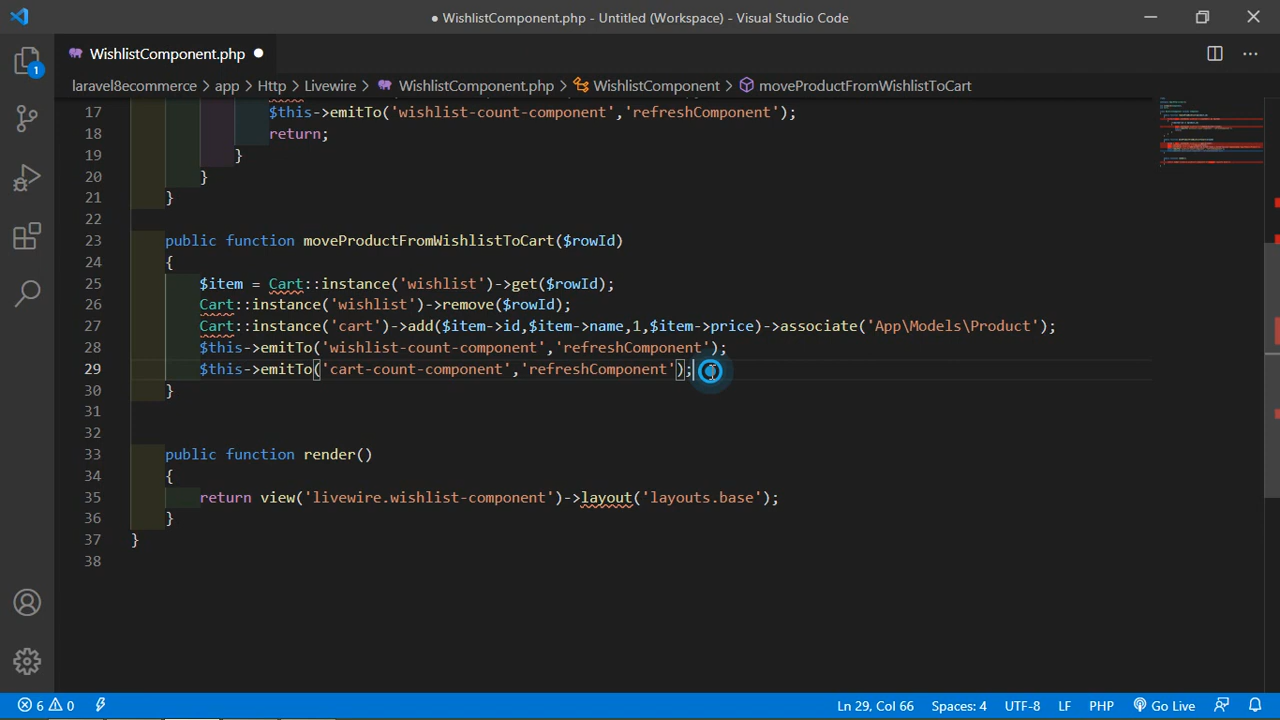 ● WishlistComponent.php - Untitled (Workspace) - Visual Studio Code
WishlistComponent.php ●
laravel8ecommerce > app > Http > Livewire > WishlistComponent.php > WishlistComponent > moveProductFromWishlistToCart
1
17 $this->emitTo('wishlist-count-component','refreshComponent');
18 return;
19 }
20 }
21 }
22
23 public function moveProductFromWishlistToCart($rowId)
24 {
25 $item = Cart::instance('wishlist')->get($rowId);
26 Cart::instance('wishlist')->remove($rowId);
27 Cart::instance('cart')->add($item->id,$item->name,1,$item->price)->associate('App\Models\Product');
28 $this->emitTo('wishlist-count-component','refreshComponent');
29 $this->emitTo('cart-count-component','refreshComponent');
30 }
31
32
33 public function render()
34 {
35 return view('livewire.wishlist-component')->layout('layouts.base');
36 }
37 }
38
6 0 Ln 29, Col 66 Spaces: 4 UTF-8 LF PHP Go Live